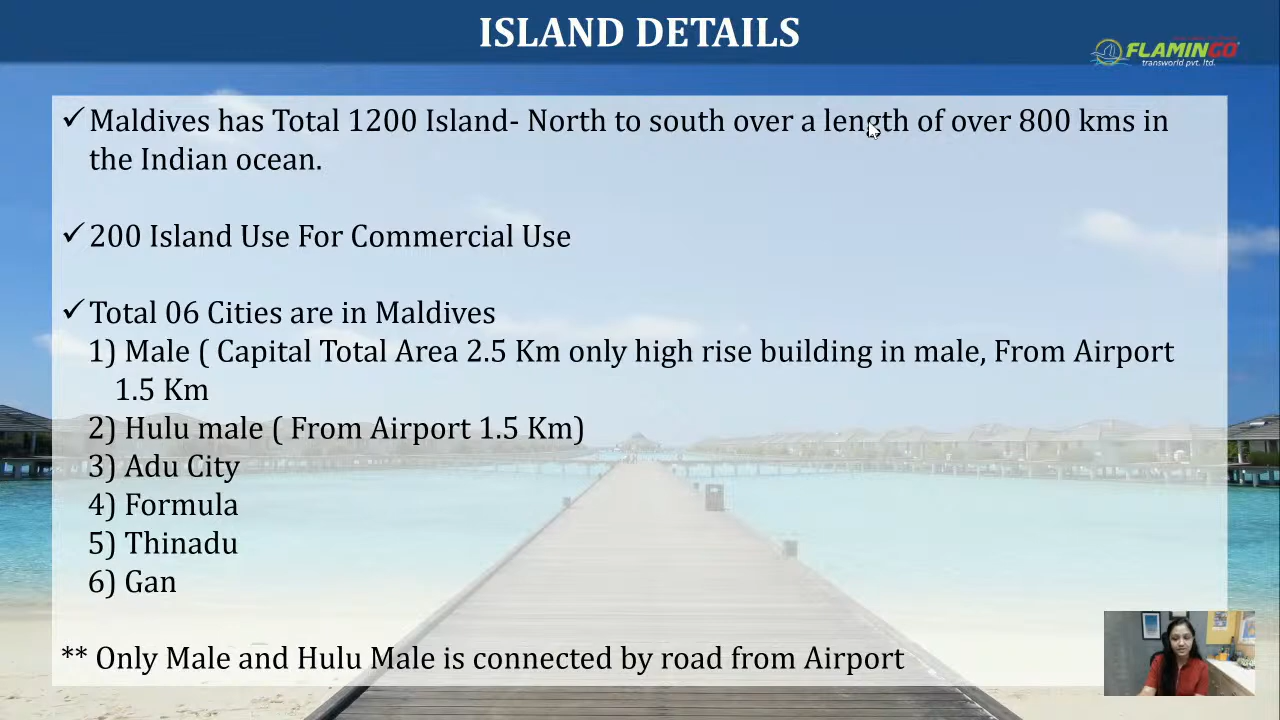 ISLAND DETAILS
FLAMINGO
transworld pvt. ltd.
✓ Maldives has Total 1200 Island- North to south over a length of over 800 kms in
the Indian ocean.
✓ 200 Island Use For Commercial Use
✓ Total 06 Cities are in Maldives
1) Male ( Capital Total Area 2.5 Km only high rise building in male, From Airport
1.5 Km
2) Hulu male ( From Airport 1.5 Km)
3) Adu City
4) Formula
5) Thinadu
6) Gan
** Only Male and Hulu Male is connected by road from Airport